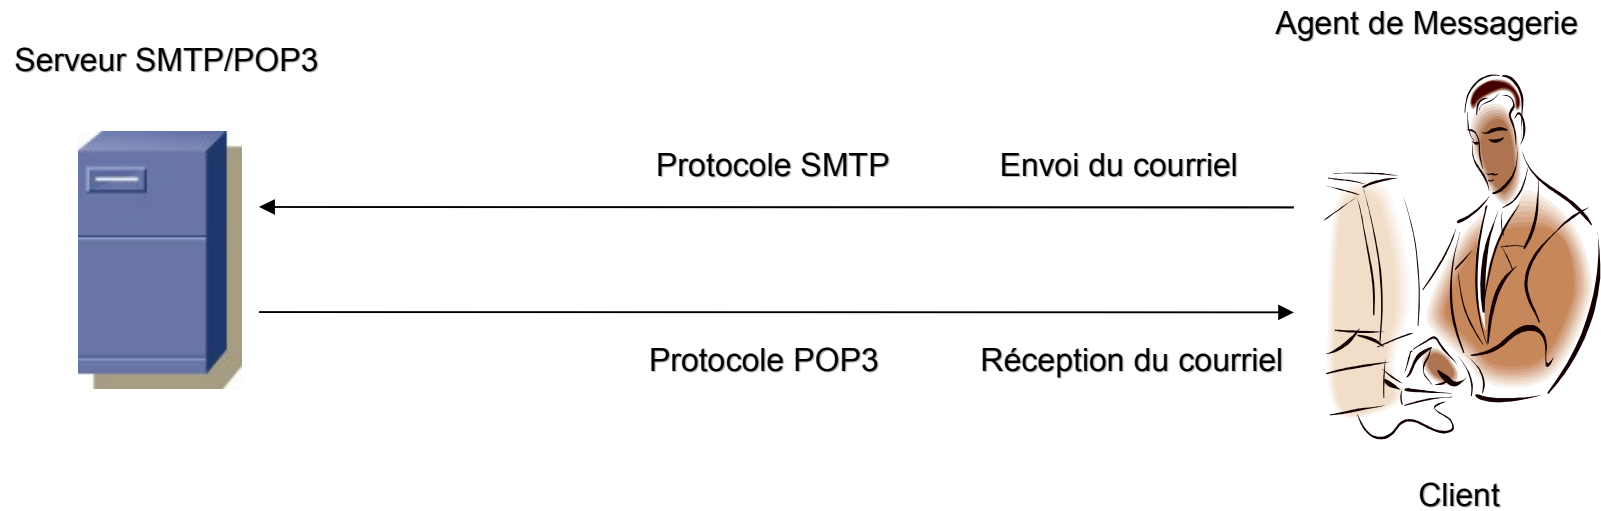 Agent de Messagerie
Serveur SMTP/POP3
Protocole SMTP
Envoi du courriel
Protocole POP3
Réception du courriel
Client